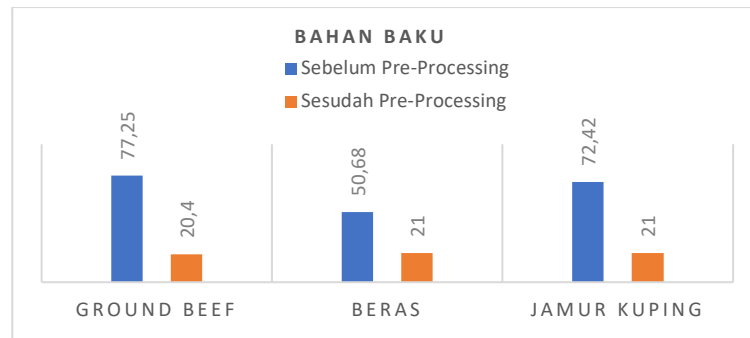 BAHAN BAKU
Sebelum Pre-Processing
Sesudah Pre-Processing
77,25
20,4
50,68
21
72,42
21
GROUND BEEF
BERAS
JAMUR KUPING